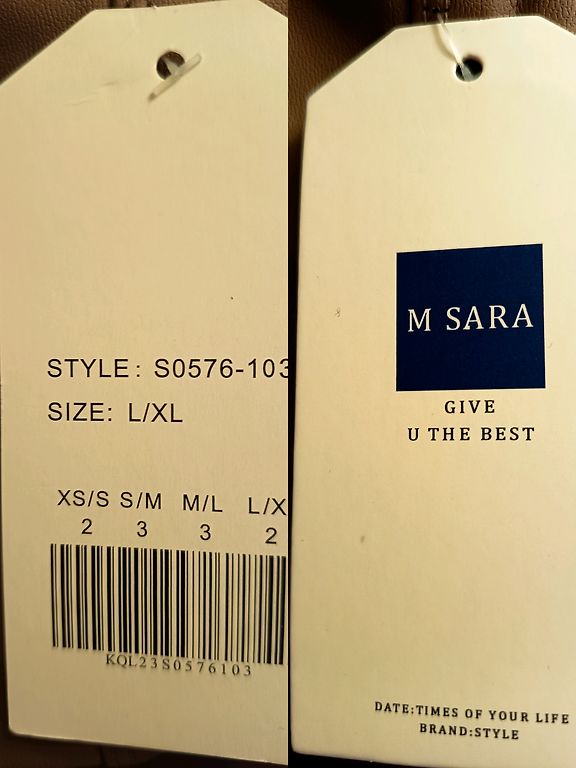 STYLE: S0576-103
SIZE: L/XL
XS/S S/M M/L L/X
2 3 3 2
KQL23S0576103
M SARA
GIVE
U THE BEST
DATE:TIMES OF YOUR LIFE
BRAND:STYLE